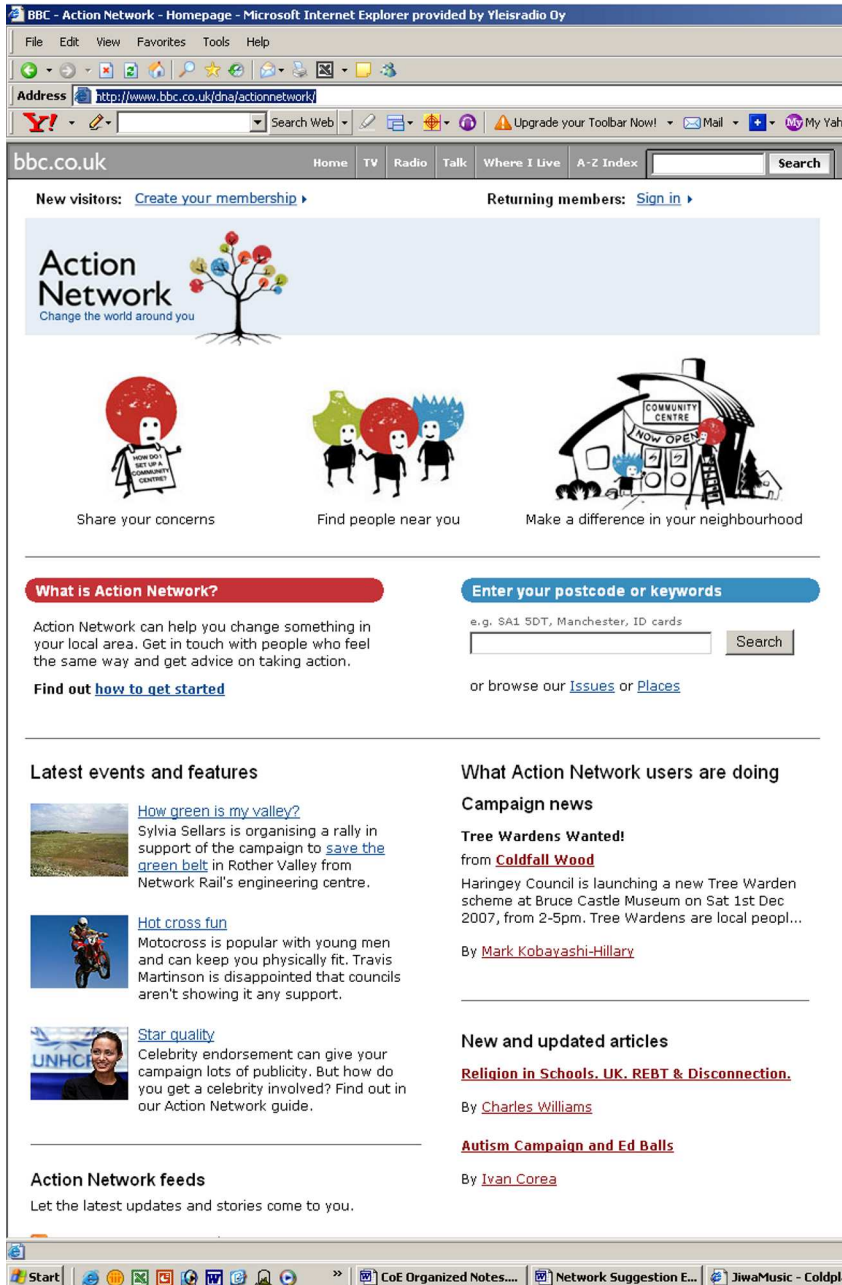 BBC - Action Network - Homepage - Microsoft Internet Explorer provided by Yleisradio Oy
File Edit View Favorites Tools Help
Address http://www.bbc.co.uk/dna/actionnetwork/
Y! Search Web Upgrade your Toolbar Now! Mail My My Yah
bbc.co.uk Home TV Radio Talk Where I Live A-Z Index Search
New visitors: Create your membership Returning members: Sign in
Action
Network
Change the world around you
HOW DO I
SET UP A
COMMUNITY
CENTRE?
COMMUNITY
CENTRE
NOW OPEN
Share your concerns Find people near you Make a difference in your neighbourhood
What is Action Network?
Action Network can help you change something in
your local area. Get in touch with people who feel
the same way and get advice on taking action.
Find out how to get started
Enter your postcode or keywords
e.g. SA1 5DT, Manchester, ID cards
Search
or browse our Issues or Places
Latest events and features
How green is my valley?
Sylvia Sellars is organising a rally in
support of the campaign to save the
green belt in Rother Valley from
Network Rail's engineering centre.
Hot cross fun
Motocross is popular with young men
and can keep you physically fit. Travis
Martinson is disappointed that councils
aren't showing it any support.
UNHCR
Star quality
Celebrity endorsement can give your
campaign lots of publicity. But how do
you get a celebrity involved? Find out in
our Action Network guide.
Action Network feeds
Let the latest updates and stories come to you.
What Action Network users are doing
Campaign news
Tree Wardens Wanted!
from Coldfall Wood
Haringey Council is launching a new Tree Warden
scheme at Bruce Castle Museum on Sat 1st Dec
2007, from 2-5pm. Tree Wardens are local peopl...
By Mark Kobayashi-Hillary
New and updated articles
Religion in Schools. UK. REBT & Disconnection.
By Charles Williams
Autism Campaign and Ed Balls
By Ivan Corea
Start » CoE Organized Notes.... Network Suggestion E... JiwaMusic - Coldpl